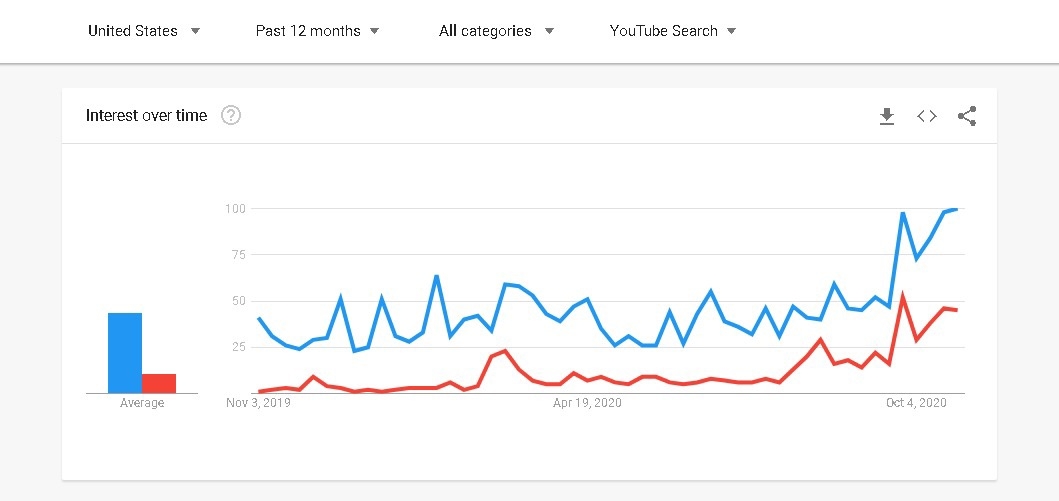 United States Past 12 months All categories YouTube Search
Interest over time ?
100
75
50
25
Average Nov 3, 2019 Apr 19, 2020 Oct 4, 2020